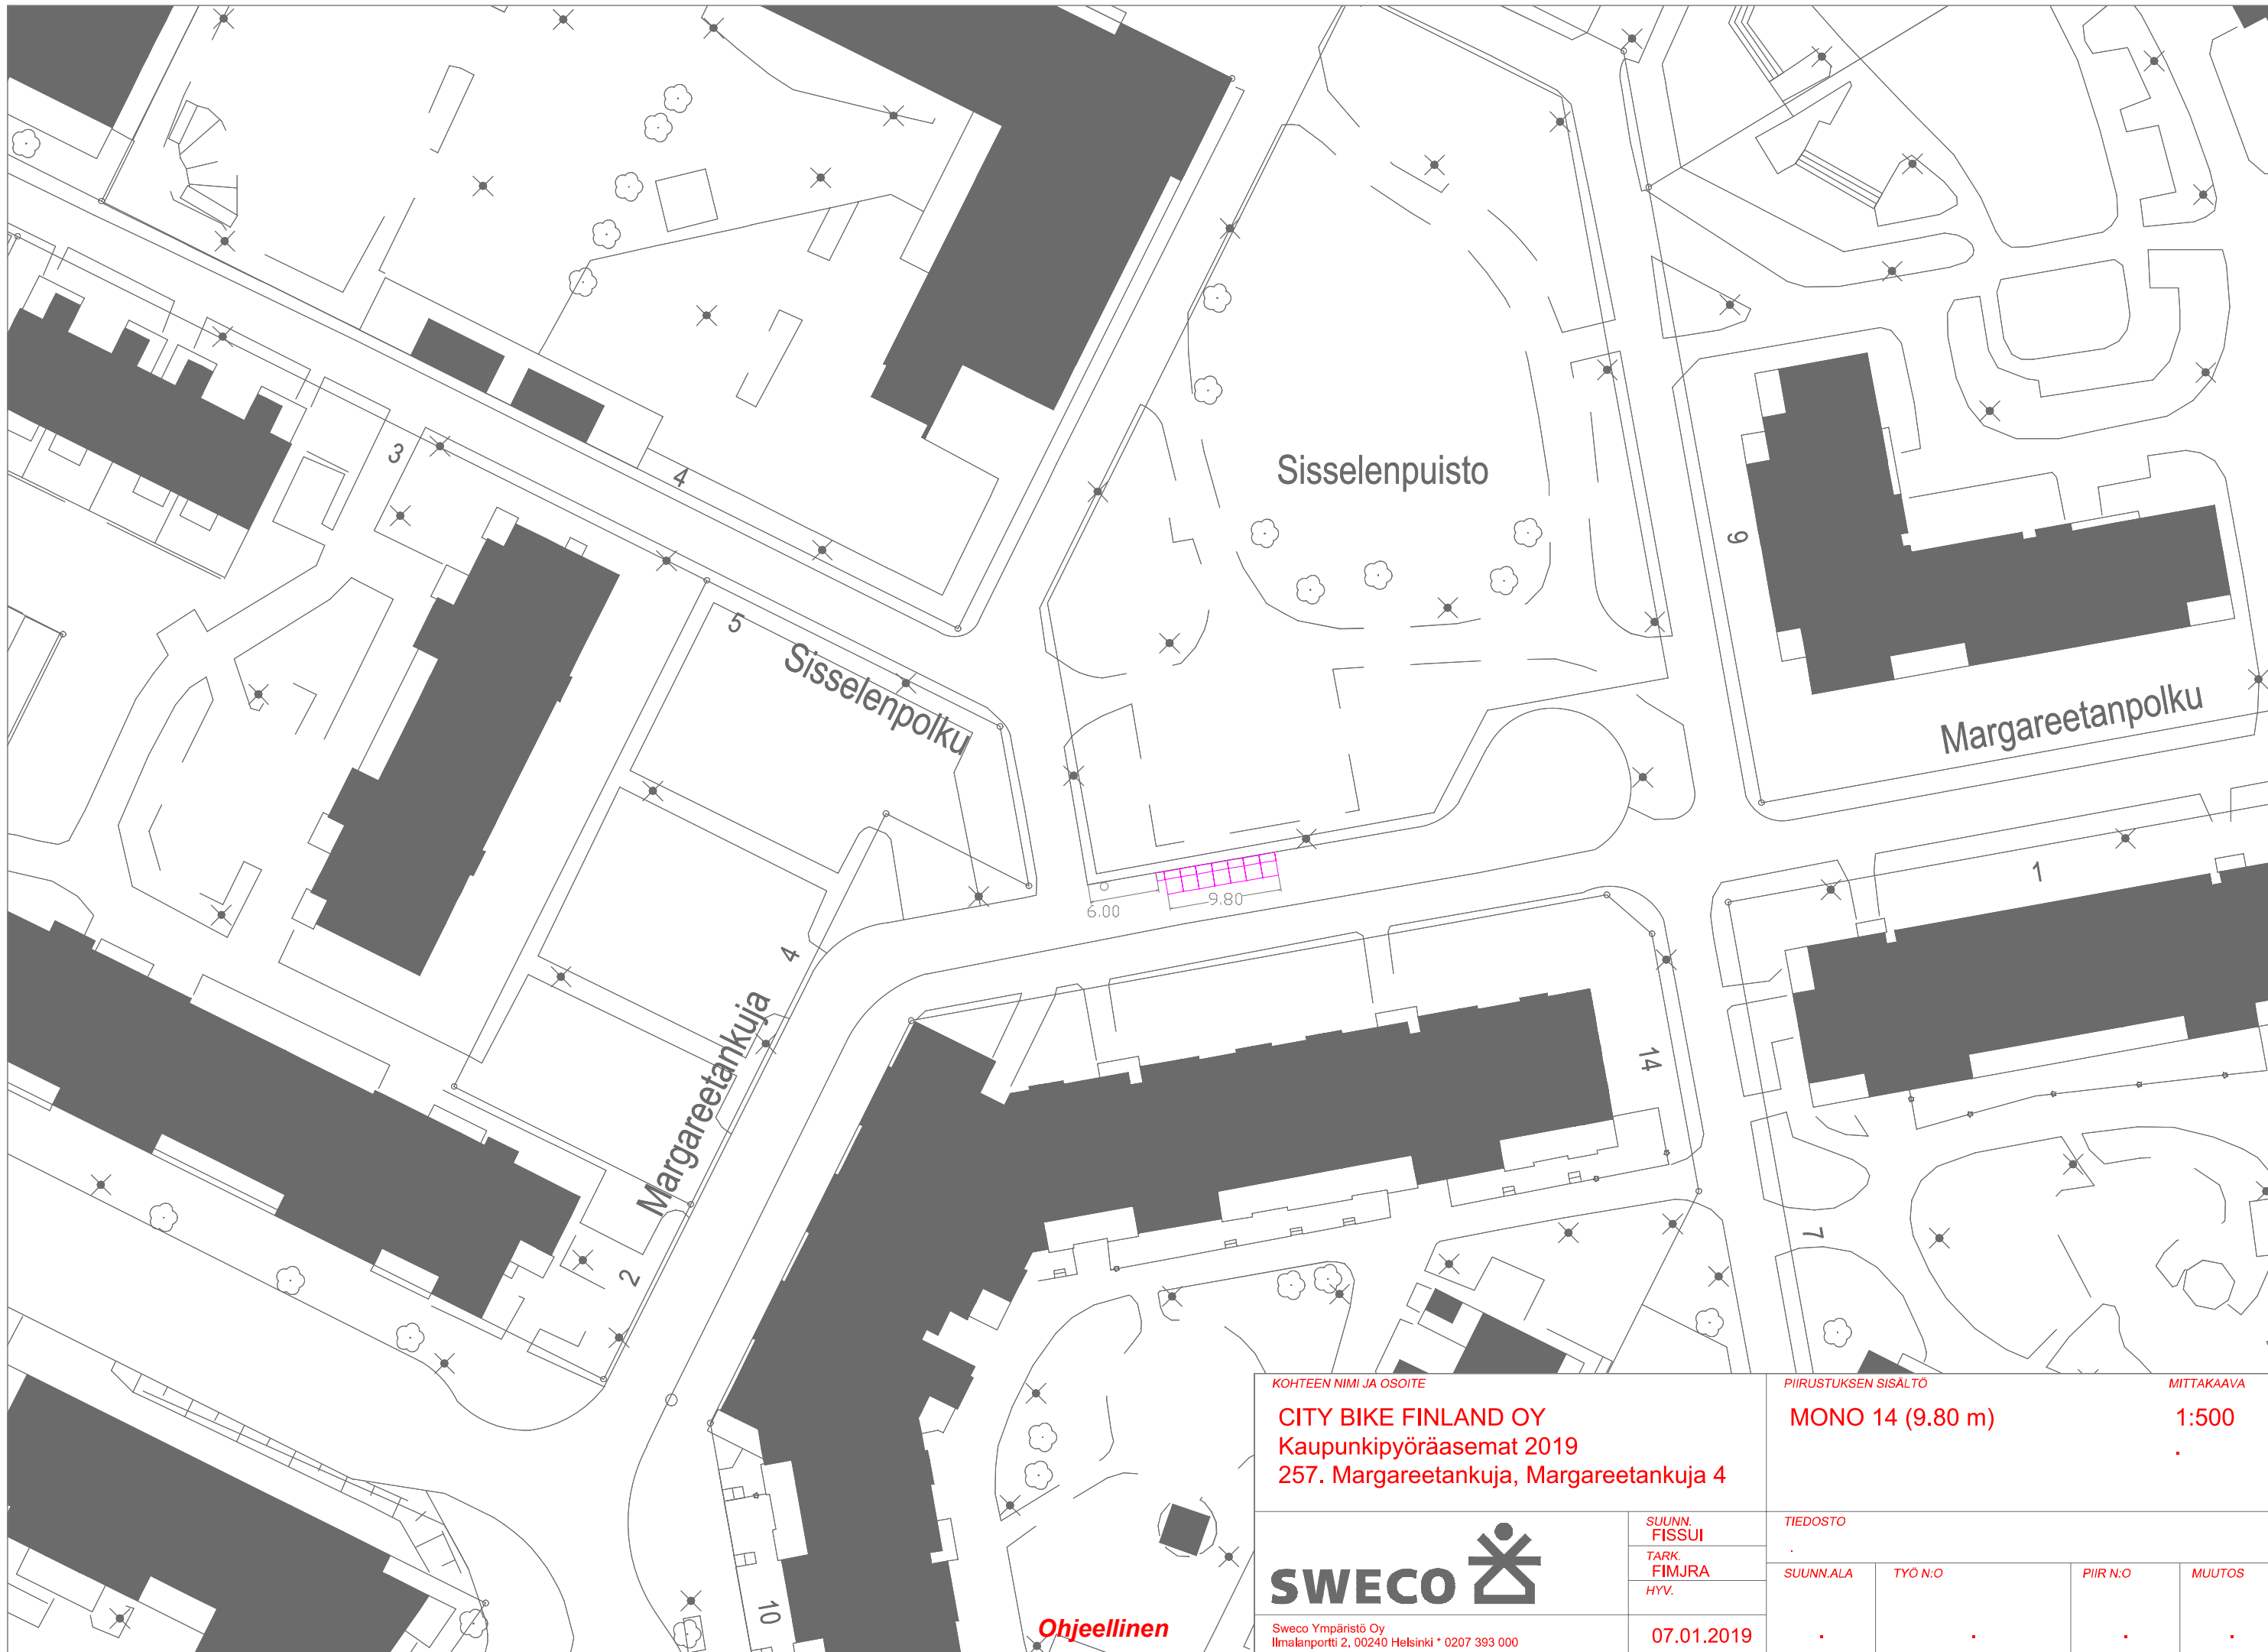 Sisselenpuisto
3
4
9
5
Sisselenpolku
Margareetanpolku
1
6.00
9.80
4
Margareetankuja
14
2
7
10
Ohjeellinen
KOHTEEN NIMI JA OSOITE
CITY BIKE FINLAND OY
Kaupunkipyöräasemat 2019
257. Margareetankuja, Margareetankuja 4
PIIRUSTUKSEN SISÄLTÖ
MITTAKAAVA
MONO 14 (9.80 m)
1:500
.
SWECO
SUUNN.
FISSUI
TARK.
FIMJRA
HYV.
TIEDOSTO
.
SUUNN.ALA
TYÖ N:O
PIIR N:O
MUUTOS
. . . .
Sweco Ympäristö Oy
Ilmalanportti 2, 00240 Helsinki * 0207 393 000
07.01.2019